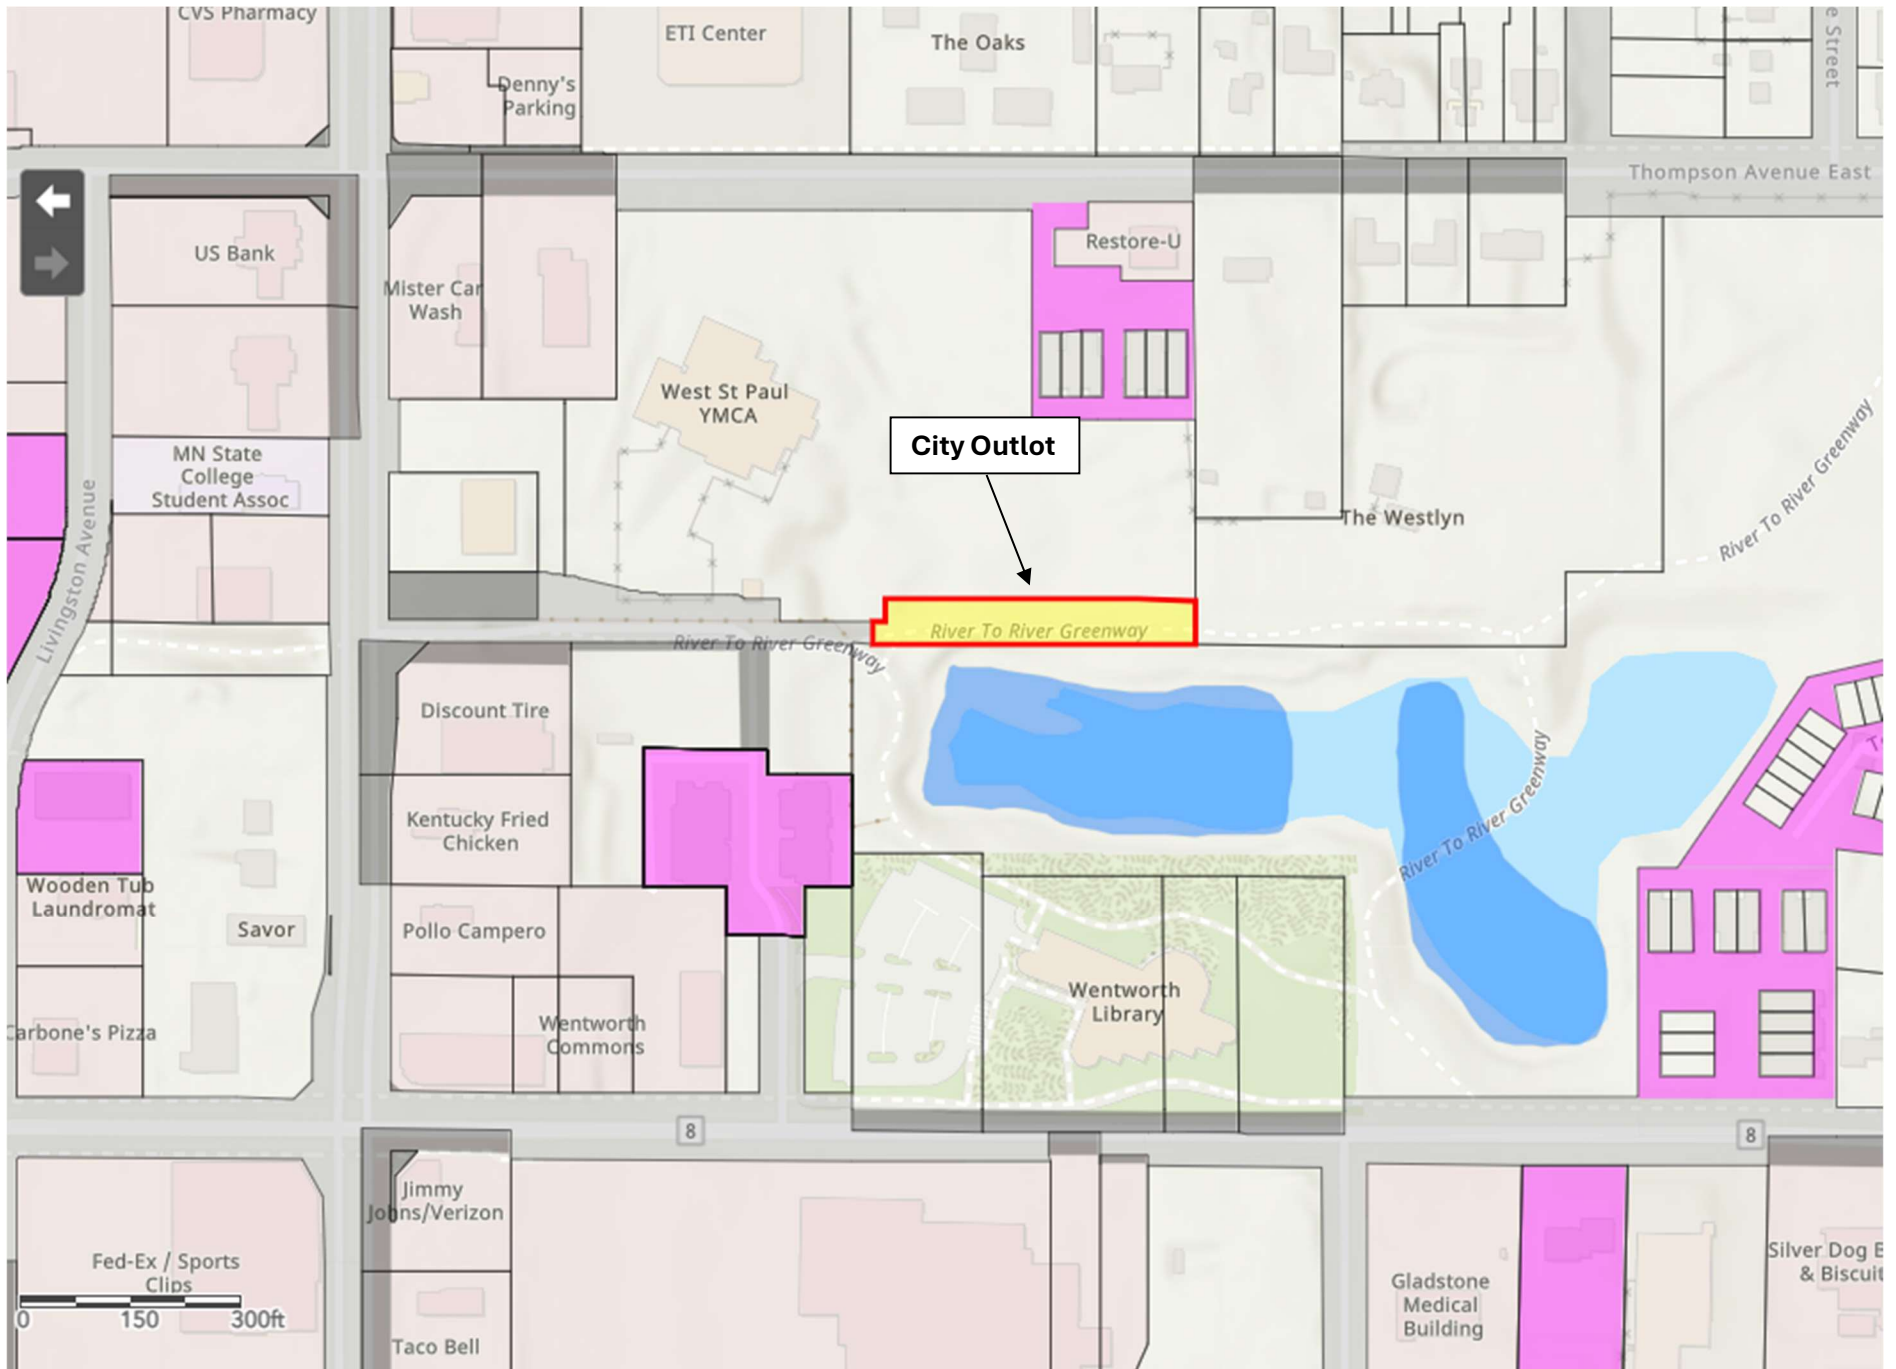 CVS Pharmacy
ETI Center
The Oaks
Denny's
Parking
e Street
Thompson Avenue East
US Bank
Restore-U
Mister Car
Wash
West St Paul
YMCA
City Outlot
MN State
College
Student Assoc
The Westlyn
River To River Greenway
Livingston Avenue
River To River Greenway
River To River Greenway
Discount Tire
River To River Greenway
Kentucky Fried
Chicken
Wooden Tub
Laundromat
Savor
Pollo Campero
Wentworth
Library
Carbone's Pizza
Wentworth
Commons
8
8
Jimmy
Johns/Verizon
Fed-Ex / Sports
Clips
0 150 300ft
Taco Bell
Gladstone
Medical
Building
Silver Dog B
& Biscuit